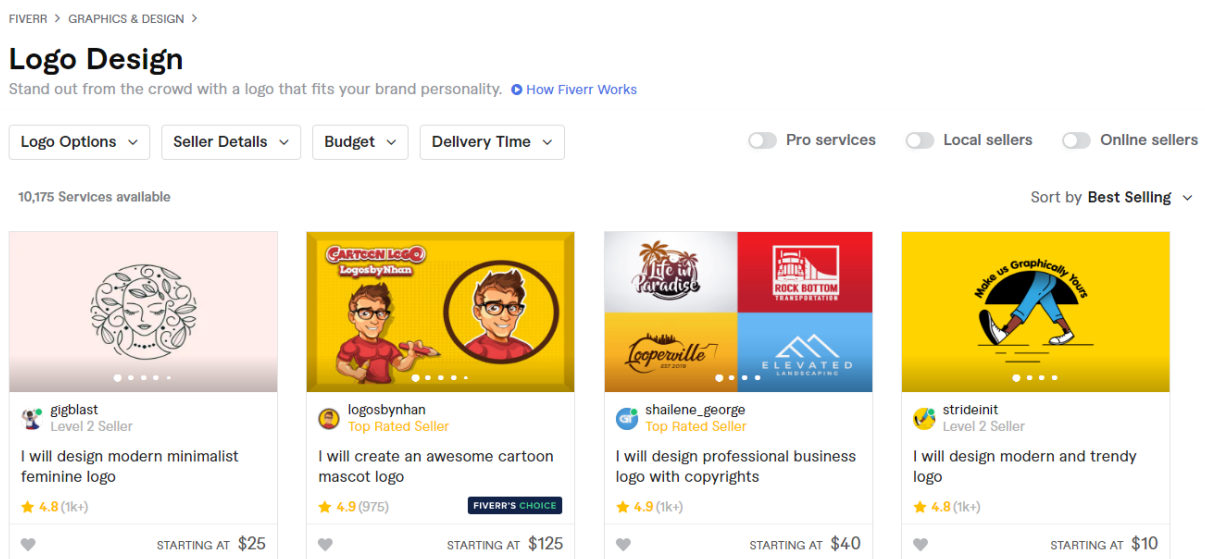 FIVERR > GRAPHICS & DESIGN >
Logo Design
Stand out from the crowd with a logo that fits your brand personality. How Fiverr Works
Logo Options Seller Details Budget Delivery Time Pro services Local sellers Online sellers
10,175 Services available Sort by Best Selling
CARTOON LOGO
LogosbyNhan
Life in
Paradise
ROCK BOTTOM
TRANSPORTATION
Looperville
EST 2019
ELEVATED
LANDSCAPING
Make us Graphically Yours
gigblast
Level 2 Seller
I will design modern minimalist
feminine logo
4.8 (1k+)
STARTING AT $25
logosbynhan
Top Rated Seller
I will create an awesome cartoon
mascot logo
4.9 (975) FIVERR'S CHOICE
STARTING AT $125
shailene_george
Top Rated Seller
I will design professional business
logo with copyrights
4.9 (1k+)
STARTING AT $40
strideinit
Level 2 Seller
I will design modern and trendy
logo
4.8 (1k+)
STARTING AT $10